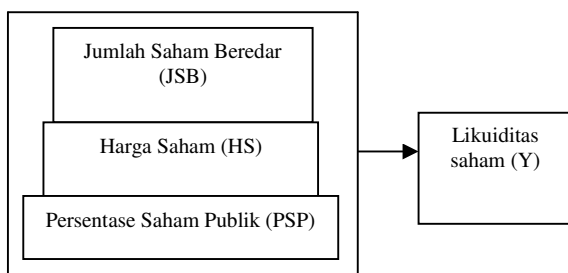 Jumlah Saham Beredar
(JSB)
Harga Saham (HS)
Persentase Saham Publik (PSP)
Likuiditas
saham (Y)